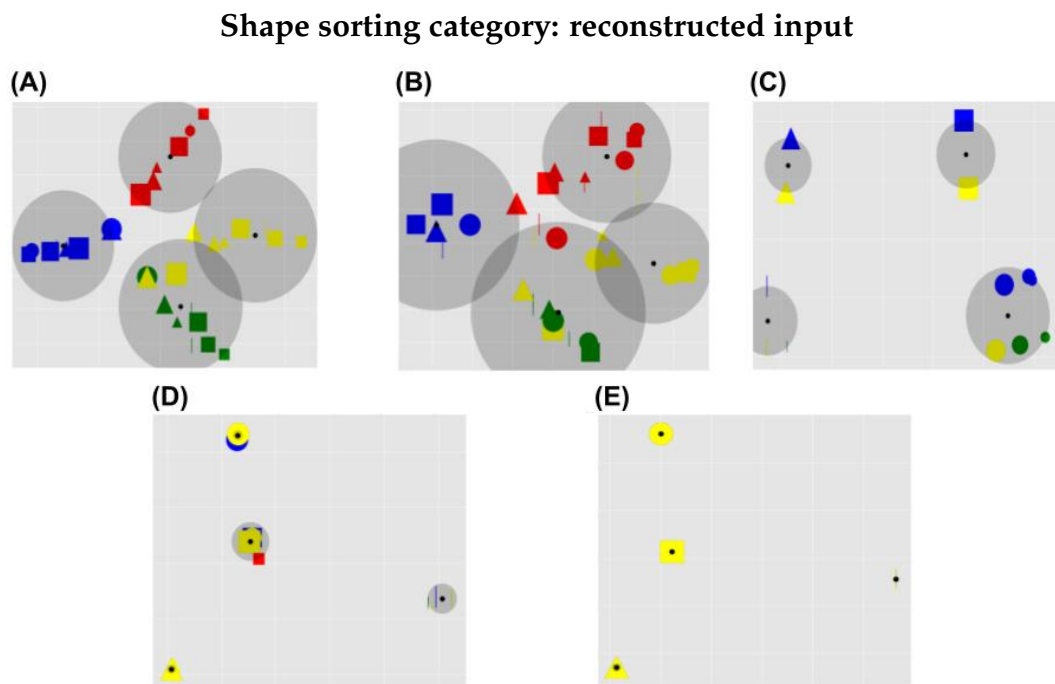 Shape sorting category: reconstructed input
(A)
(B)
(C)
(D)
(E)